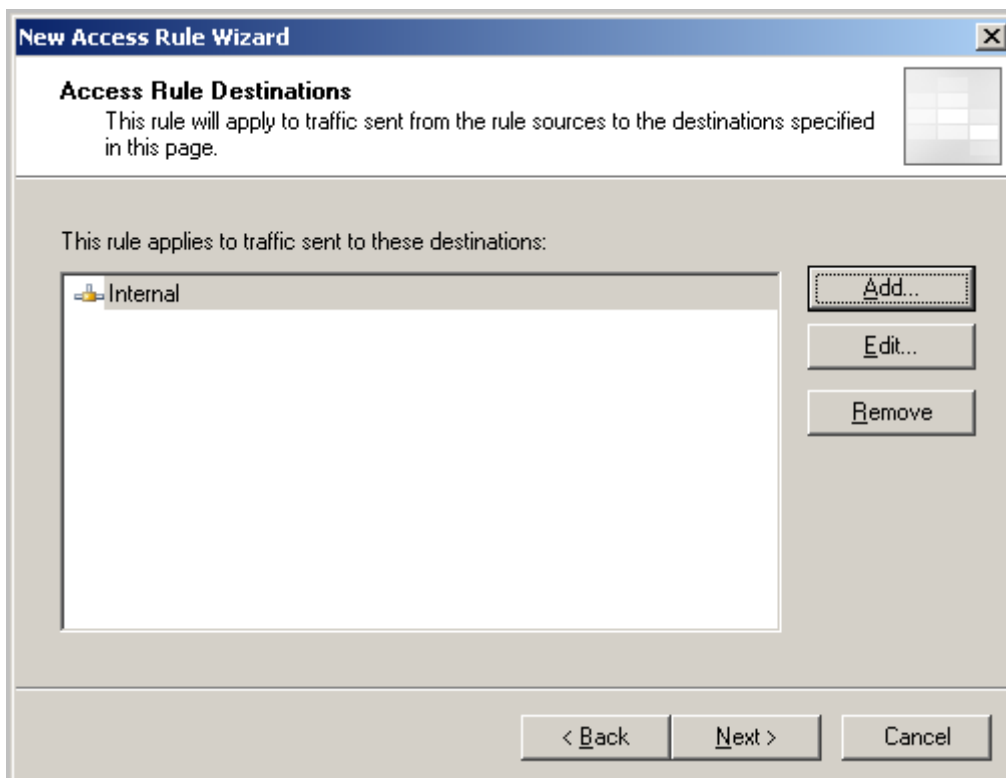 New Access Rule Wizard
Access Rule Destinations
This rule will apply to traffic sent from the rule sources to the destinations specified
in this page.
This rule applies to traffic sent to these destinations:
Internal
Add...
Edit...
Remove
< Back
Next >
Cancel